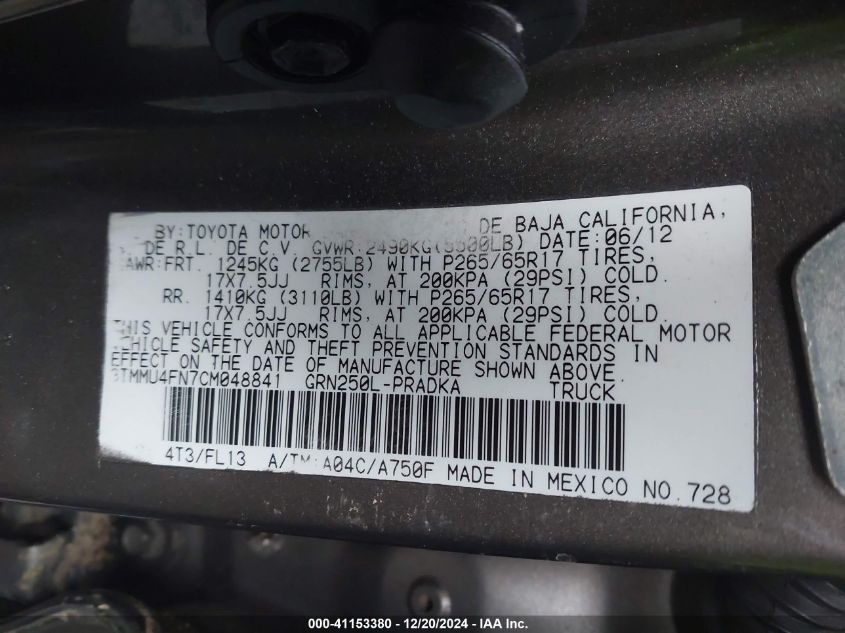 BY: TOYOTA MOTOR DE BAJA CALIFORNIA,
DE R.L. DE C.V. GVWR:2490KG(5500LB) DATE:06/12
AWR:FRT. 1245KG (2755LB) WITH P265/65R17 TIRES,
17X7.5JJ RIMS, AT 200KPA (29PSI) COLD.
RR. 1410KG (3110LB) WITH P265/65R17 TIRES,
17X7.5JJ RIMS, AT 200KPA (29PSI) COLD.
THIS VEHICLE CONFORMS TO ALL APPLICABLE FEDERAL MOTOR
VEHICLE SAFETY AND THEFT PREVENTION STANDARDS IN
EFFECT ON THE DATE OF MANUFACTURE SHOWN ABOVE.
3TMMU4FN7CM048841 GRN250L-PRADKA TRUCK
4T3/FL13 A/TM:A04C/A750F MADE IN MEXICO NO.728
000-41153380 - 12/20/2024 - IAA Inc.